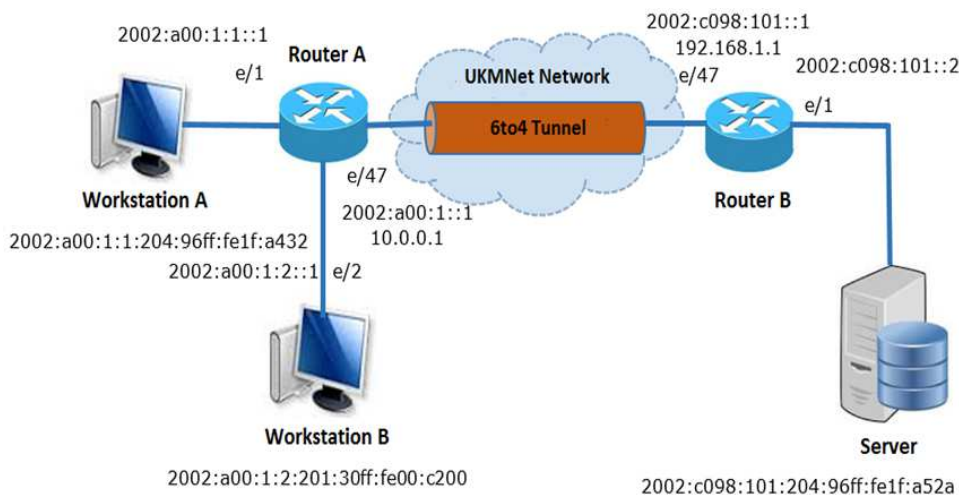 2002:c098:101::1
192.168.1.1
2002:a00:1:1::1
Router A
e/1
UKMNet Network
e/47
2002:c098:101::2
e/1
6to4 Tunnel
Workstation A
e/47
Router B
2002:a00:1::1
10.0.0.1
2002:a00:1:1:204:96ff:fe1f:a432
2002:a00:1:2::1 e/2
Workstation B
Server
2002:a00:1:2:201:30ff:fe00:c200
2002:c098:101:204:96ff:fe1f:a52a